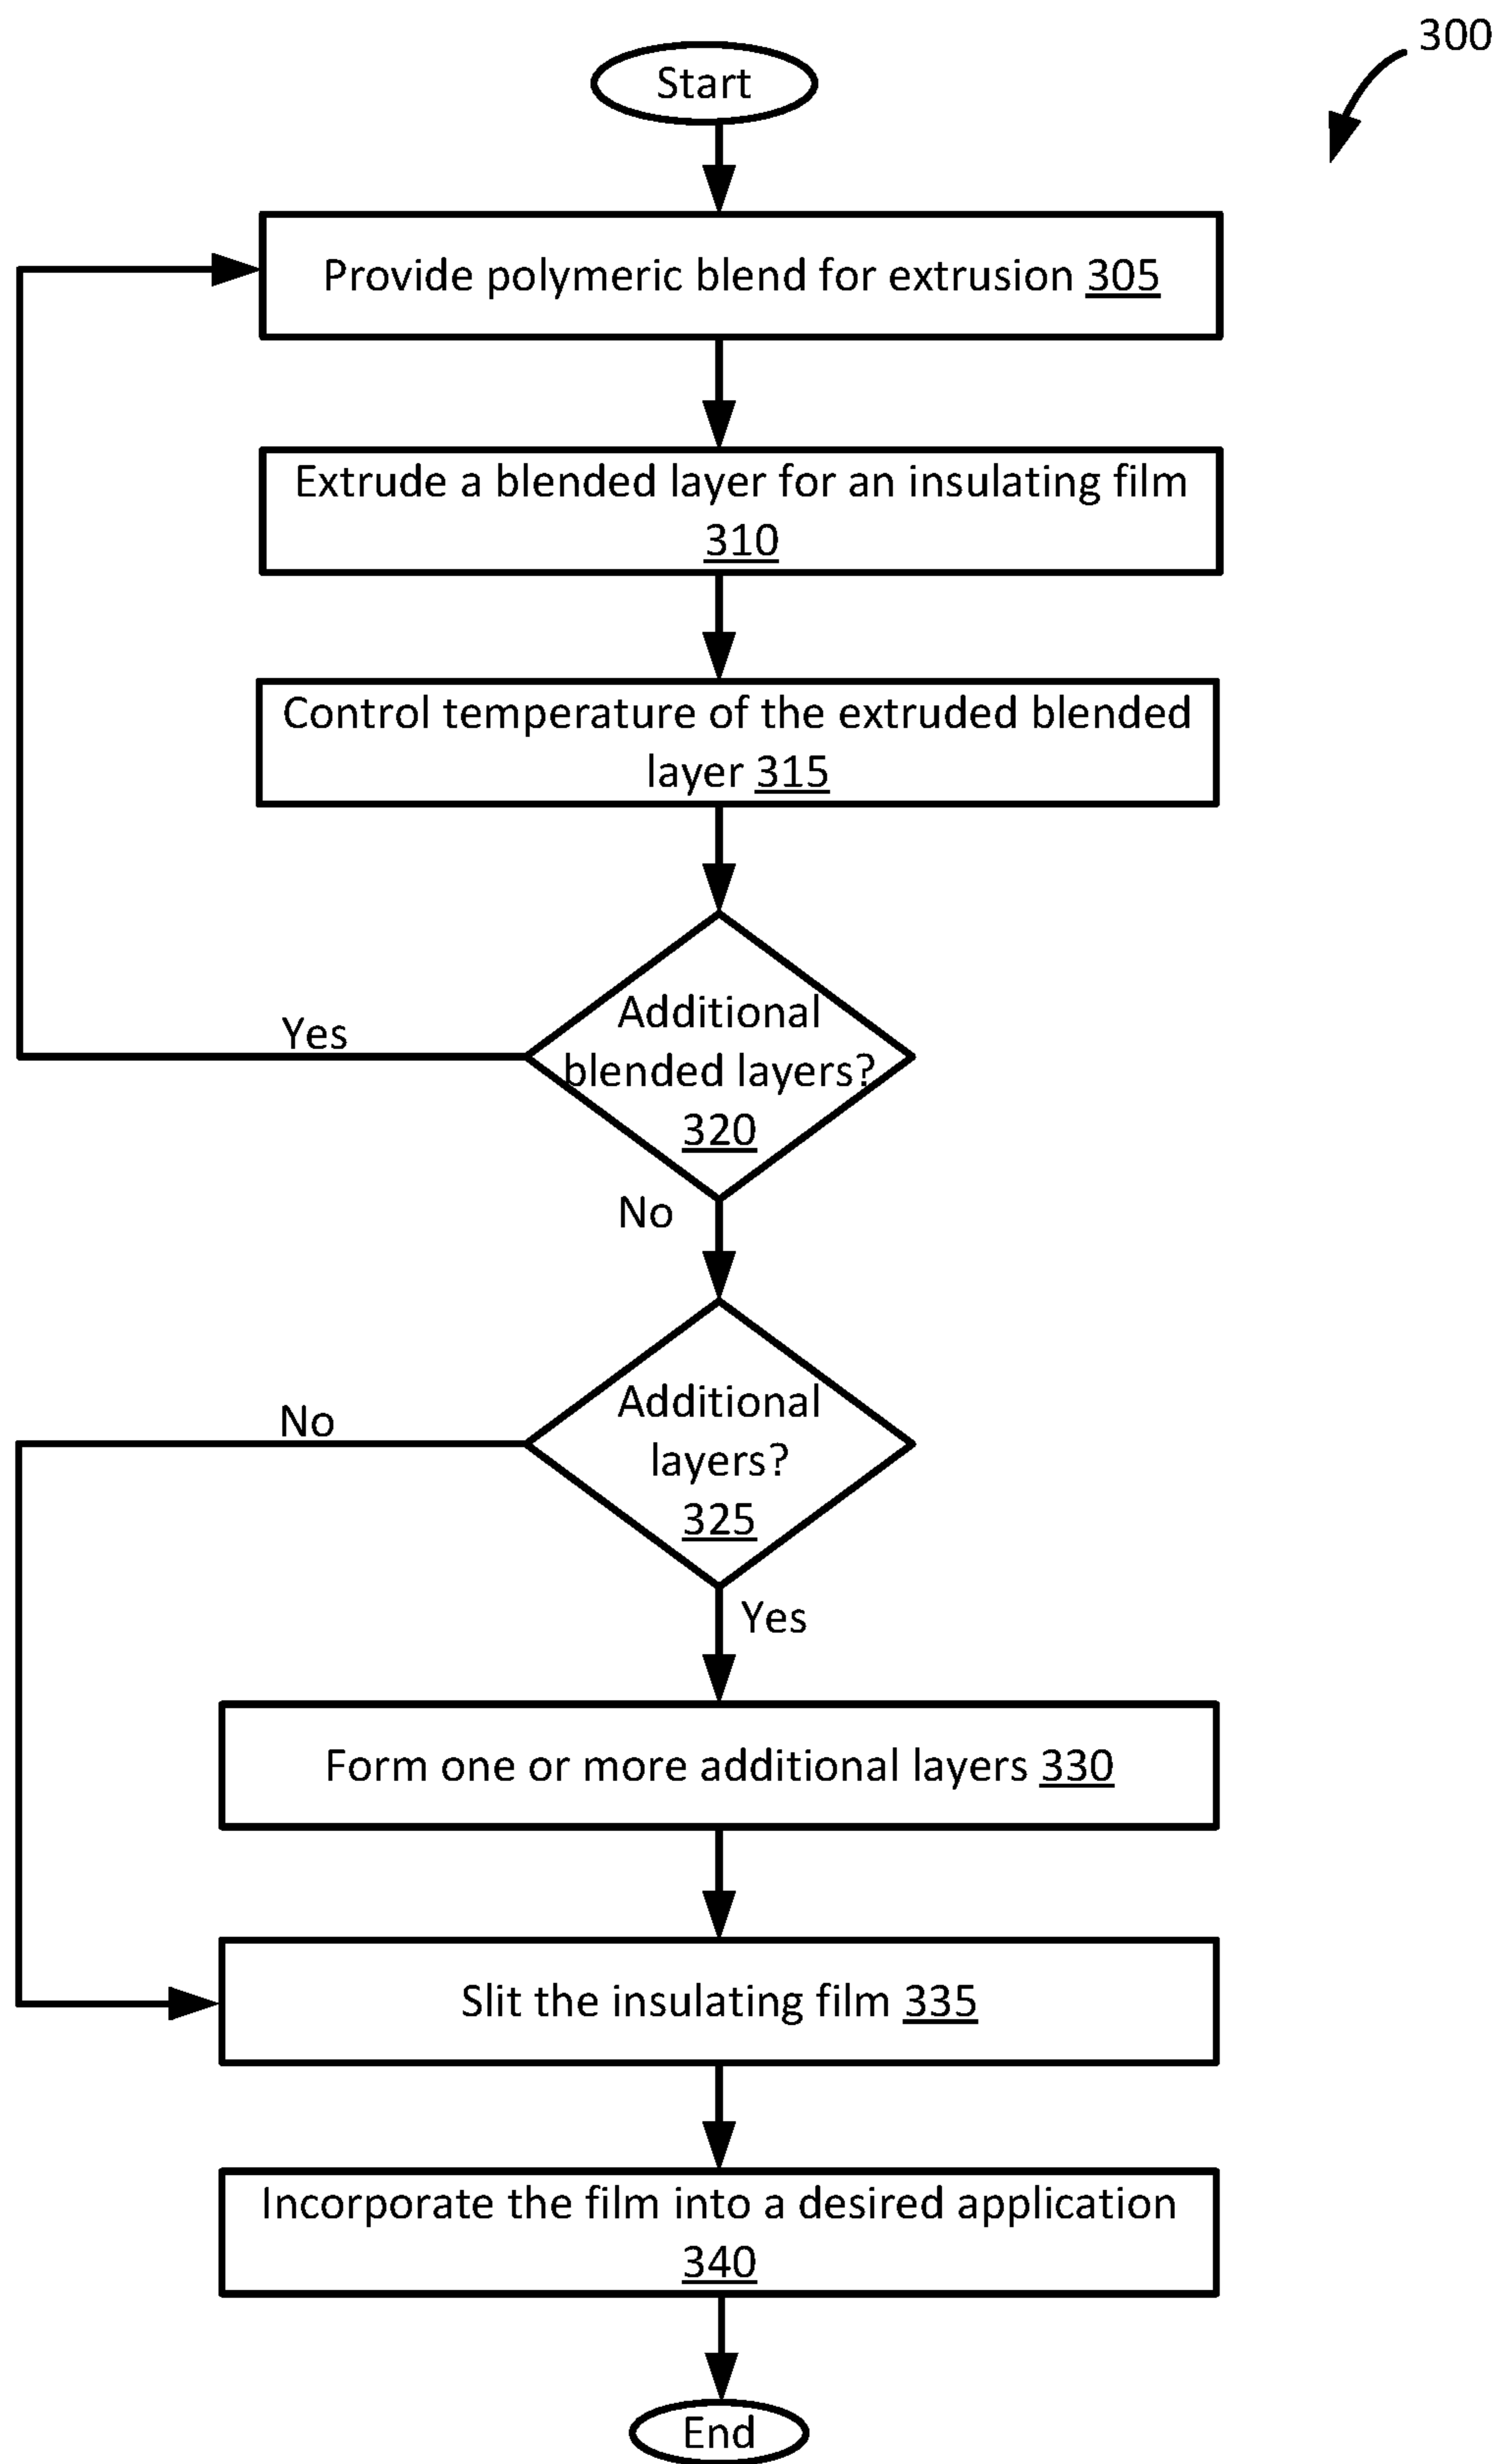 300
Start
Provide polymeric blend for extrusion 305
Extrude a blended layer for an insulating film
310
Control temperature of the extruded blended
layer 315
Additional
blended layers?
320
Yes
No
Additional
layers?
325
No
Yes
Form one or more additional layers 330
Slit the insulating film 335
Incorporate the film into a desired application
340
End